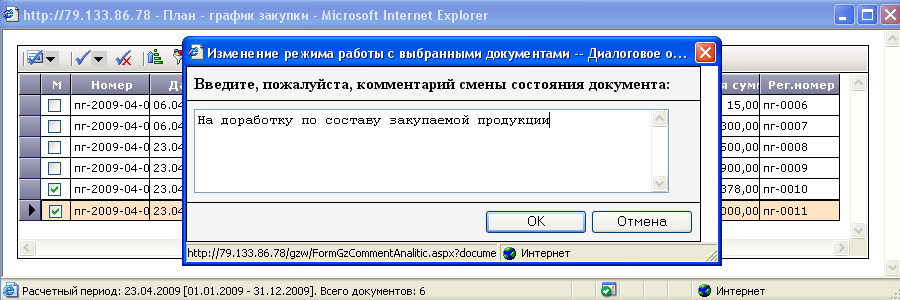 http://79.133.86.78 - План - график закупки - Microsoft Internet Explorer
Изменение режима работы с выбранными документами -- Диалоговое о...
Введите, пожалуйста, комментарий смены состояния документа:
На доработку по составу закупаемой продукции
OK Отмена
http://79.133.86.78/gzw/FormGzCommentAnalitic.aspx?docume Интернет
М Номер Да я сум Рег.номер
пг-2009-04-0 06.04 15,00 пг-0006
пг-2009-04-0 06.04 300,00 пг-0007
пг-2009-04-0 23.04 500,00 пг-0008
пг-2009-04-0 23.04 900,00 пг-0009
пг-2009-04-0 23.04 378,00 пг-0010
пг-2009-04-0 23.04 000,00 пг-0011
Расчетный период: 23.04.2009 [01.01.2009 - 31.12.2009]. Всего документов: 6 Интернет